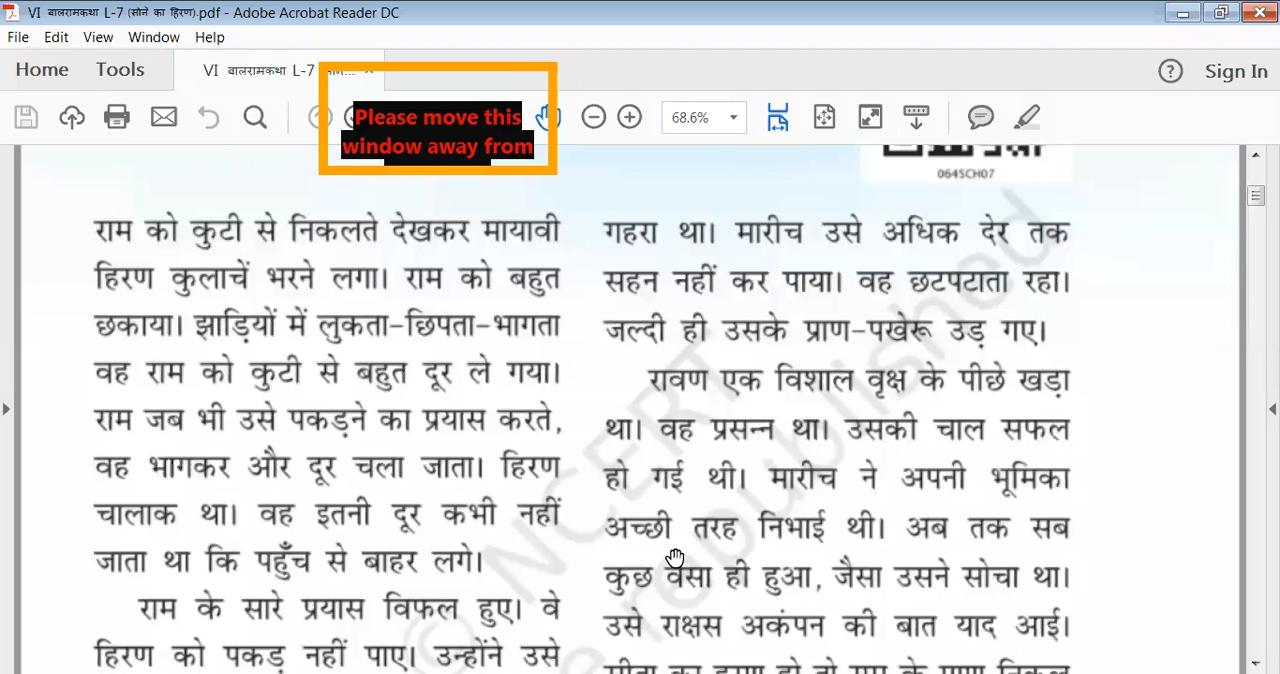 VI बालरामकथा L-7 (सोने का हिरण).pdf - Adobe Acrobat Reader DC
File Edit View Window Help
Home Tools VI बालरामकथा L-7
Sign In
Please move this
window away from
68.6%
0645CH07
राम को कुटी से निकलते देखकर मायावी
हिरण कुलाचें भरने लगा। राम को बहुत
छकाया। झाड़ियों में लुकता-छिपता-भागता
वह राम को कुटी से बहुत दूर ले गया।
राम जब भी उसे पकड़ने का प्रयास करते,
वह भागकर और दूर चला जाता। हिरण
चालाक था। वह इतनी दूर कभी नहीं
जाता था कि पहुँच से बाहर लगे।
राम के सारे प्रयास विफल हुए। वे
हिरण को पकड़ नहीं पाए। उन्होंने उसे
गहरा था। मारीच उसे अधिक देर तक
सहन नहीं कर पाया। वह छटपटाता रहा।
जल्दी ही उसके प्राण-पखेरू उड़ गए।
रावण एक विशाल वृक्ष के पीछे खड़ा
था। वह प्रसन्न था। उसकी चाल सफल
हो गई थी। मारीच ने अपनी भूमिका
अच्छी तरह निभाई थी। अब तक सब
कुछ वैसा ही हुआ, जैसा उसने सोचा था।
उसे राक्षस अकंपन की बात याद आई।
© NCERT
republished